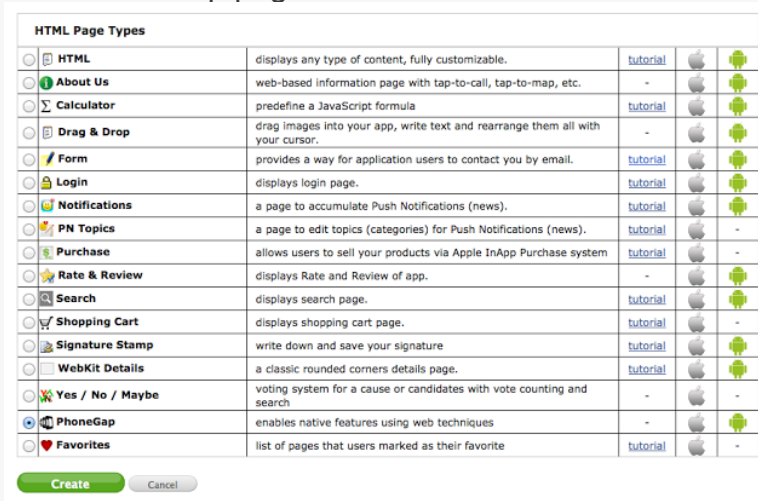 HTML Page Types
HTML displays any type of content, fully customizable. tutorial
About Us web-based information page with tap-to-call, tap-to-map, etc. -
Calculator predefine a JavaScript formula tutorial
Drag & Drop drag images into your app, write text and rearrange them all with
your cursor. -
Form provides a way for application users to contact you by email. tutorial
Login displays login page. tutorial
Notifications a page to accumulate Push Notifications (news). tutorial
PN Topics a page to edit topics (categories) for Push Notifications (news). tutorial -
Purchase allows users to sell your products via Apple InApp Purchase system tutorial -
Rate & Review displays Rate and Review of app. -
Search displays search page. tutorial
Shopping Cart displays shopping cart page. tutorial -
Signature Stamp write down and save your signature tutorial
WebKit Details a classic rounded corners details page. tutorial
Yes / No / Maybe voting system for a cause or candidates with vote counting and
search - -
PhoneGap enables native features using web techniques -
Favorites list of pages that users marked as their favorite tutorial -
Create Cancel